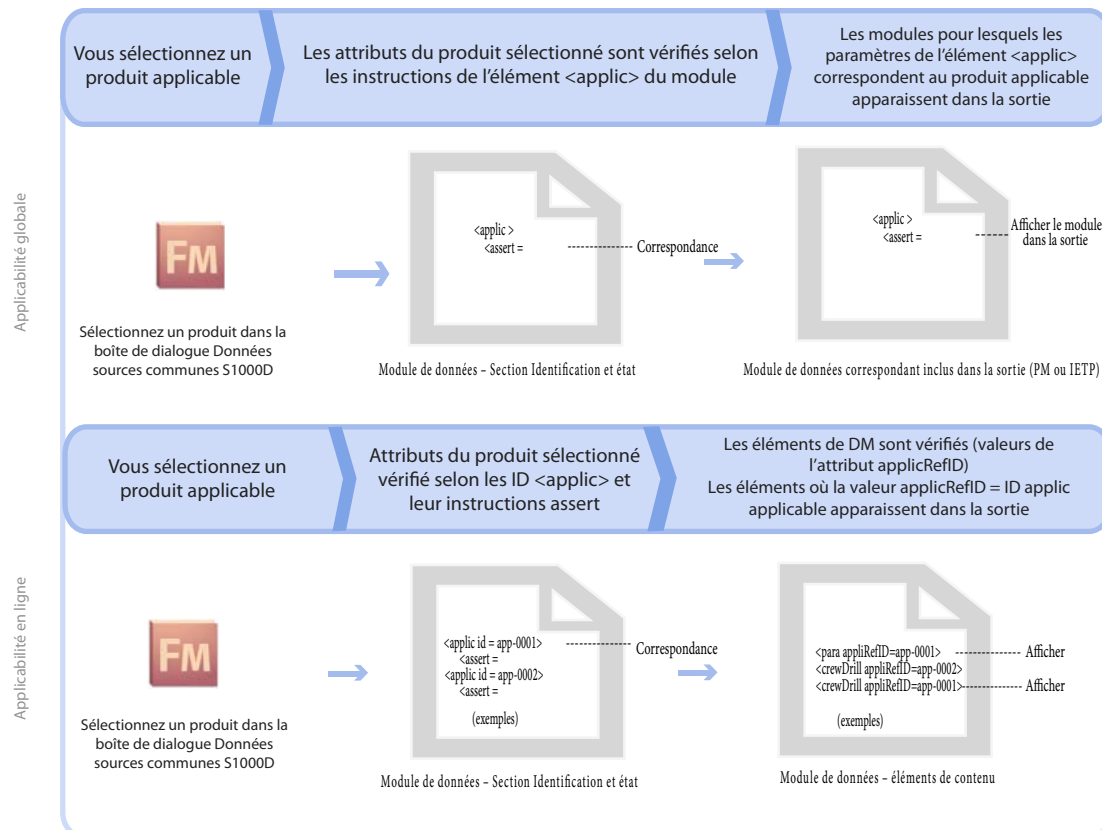 Vous sélectionnez un
produit applicable
Les attributs du produit sélectionné sont vérifiés selon
les instructions de l'élément <applic> du module
Les modules pour lesquels les
paramètres de l'élément <applic>
correspondent au produit applicable
apparaissent dans la sortie
Applicabilité globale
FM
Sélectionnez un produit dans la
boîte de dialogue Données
sources communes S1000D
<applic >
<assert =
Correspondance
Module de données – Section Identification et état
<applic >
<assert =
Afficher le module
dans la sortie
Module de données correspondant inclus dans la sortie (PM ou IETP)
Vous sélectionnez un
produit applicable
Attributs du produit sélectionné
vérifié selon les ID <applic> et
leur instructions assert
Les éléments de DM sont vérifiés (valeurs de
l'attribut applicRefID)
Les éléments où la valeur applicRefID = ID applic
applicable apparaissent dans la sortie
Applicabilité en ligne
FM
Sélectionnez un produit dans la
boîte de dialogue Données
sources communes S1000D
<applic id = app-0001>
<assert =
<applic id = app-0002>
<assert =
(exemples)
Correspondance
Module de données – Section Identification et état
<para appliRefID=app-0001>
<crewDrill appliRefID=app-0002>
<crewDrill appliRefID=app-0001>
(exemples)
Afficher
Afficher
Module de données – éléments de contenu